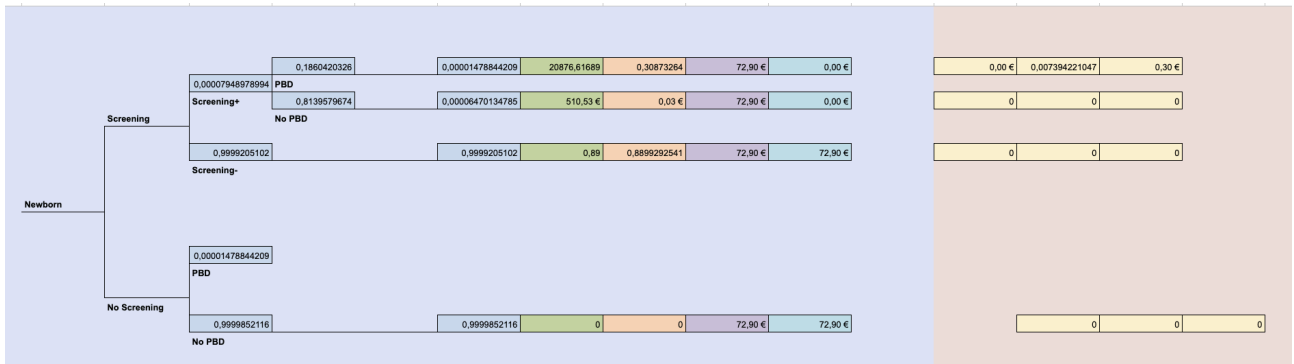 0,1860420326 0,00001478844209 20876,61689 0,30873264 72,90 € 0,00 € 0,00 € 0,007394221047 0,30 €
0,00007948978994 PBD
Screening+ 0,8139579674 0,00006470134785 510,53 € 0,03 € 72,90 € 0,00 € 0 0 0
Screening No PBD
0,9999205102 0,9999205102 0,89 0,8899292541 72,90 € 72,90 € 0 0 0
Screening-
Newborn
0,00001478844209
PBD
No Screening
0,9999852116 0,9999852116 0 0 72,90 € 72,90 € 0 0 0
No PBD